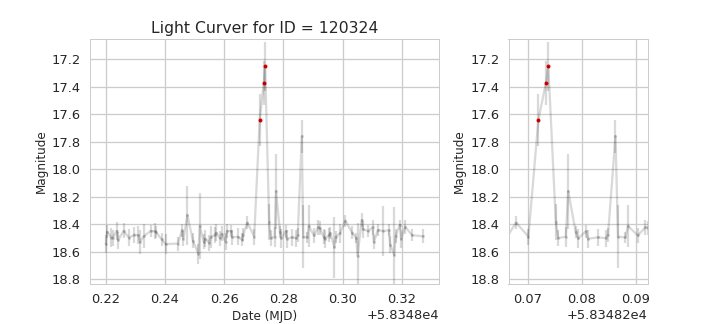 Light Curver for ID = 120324
Magnitude
17.2
17.4
17.6
17.8
18.0
18.2
18.4
18.6
18.8
0.22 0.24 0.26 0.28 0.30 0.32
Date (MJD) +5.8348e4
Magnitude
17.2
17.4
17.6
17.8
18.0
18.2
18.4
18.6
18.8
0.07 0.08 0.09
+5.83482e4